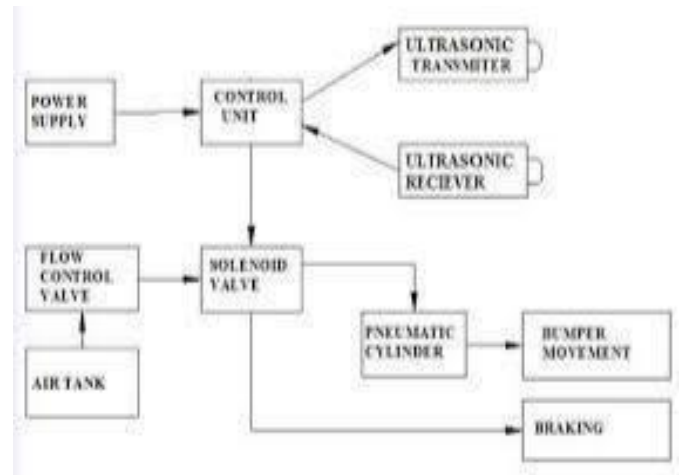 ULTRASONIC
TRANSMITER
POWER
SUPPLY
CONTROL
UNIT
ULTRASONIC
RECIEVER
FLOW
CONTROL
VALVE
SOLENOID
VALVE
PNEUMATIC
CYLINDER
BUMPER
MOVEMENT
AIR TANK
BRAKING